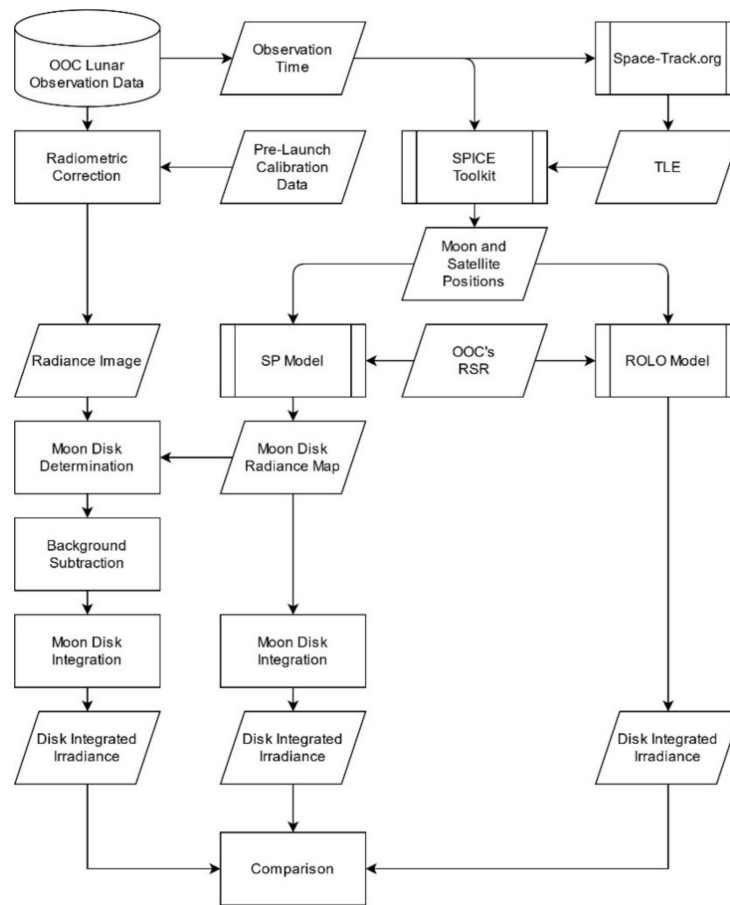 OOC Lunar
Observation Data
Observation
Time
Space-Track.org
Radiometric
Correction
Pre-Launch
Calibration
Data
SPICE
Toolkit
TLE
Moon and
Satellite
Positions
Radiance Image
SP Model
OOC's
RSR
ROLO Model
Moon Disk
Determination
Moon Disk
Radiance Map
Background
Subtraction
Moon Disk
Integration
Moon Disk
Integration
Disk Integrated
Irradiance
Disk Integrated
Irradiance
Disk Integrated
Irradiance
Comparison